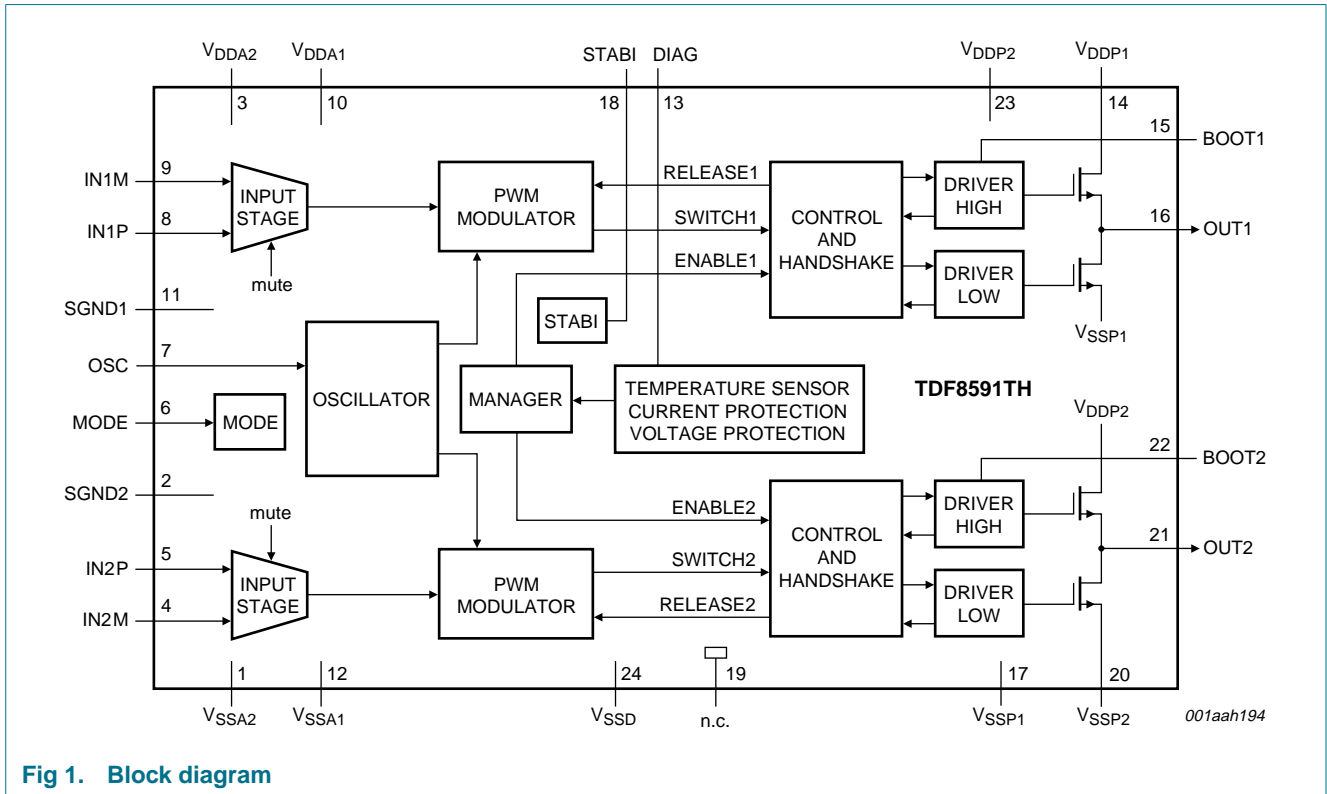 VDDA2 VDDA1 STABI DIAG VDDP2 VDDP1
3 10 18 13 23 14
15 BOOT1
IN1M 9
INPUT STAGE
PWM MODULATOR
RELEASE1
CONTROL AND HANDSHAKE
DRIVER HIGH
IN1P 8
SWITCH1
16 OUT1
mute
ENABLE1
DRIVER LOW
SGND1 11
STABI
VSSP1
OSC 7
OSCILLATOR
MANAGER
TEMPERATURE SENSOR
CURRENT PROTECTION
VOLTAGE PROTECTION
TDF8591TH
MODE 6
MODE
VDDP2
22 BOOT2
SGND2 2
mute
ENABLE2
CONTROL AND HANDSHAKE
DRIVER HIGH
IN2P 5
INPUT STAGE
PWM MODULATOR
SWITCH2
21 OUT2
IN2M 4
RELEASE2
DRIVER LOW
1 12 24 19 17 20
VSSA2 VSSA1 VSSD n.c. VSSP1 VSSP2
001aah194
Fig 1. Block diagram